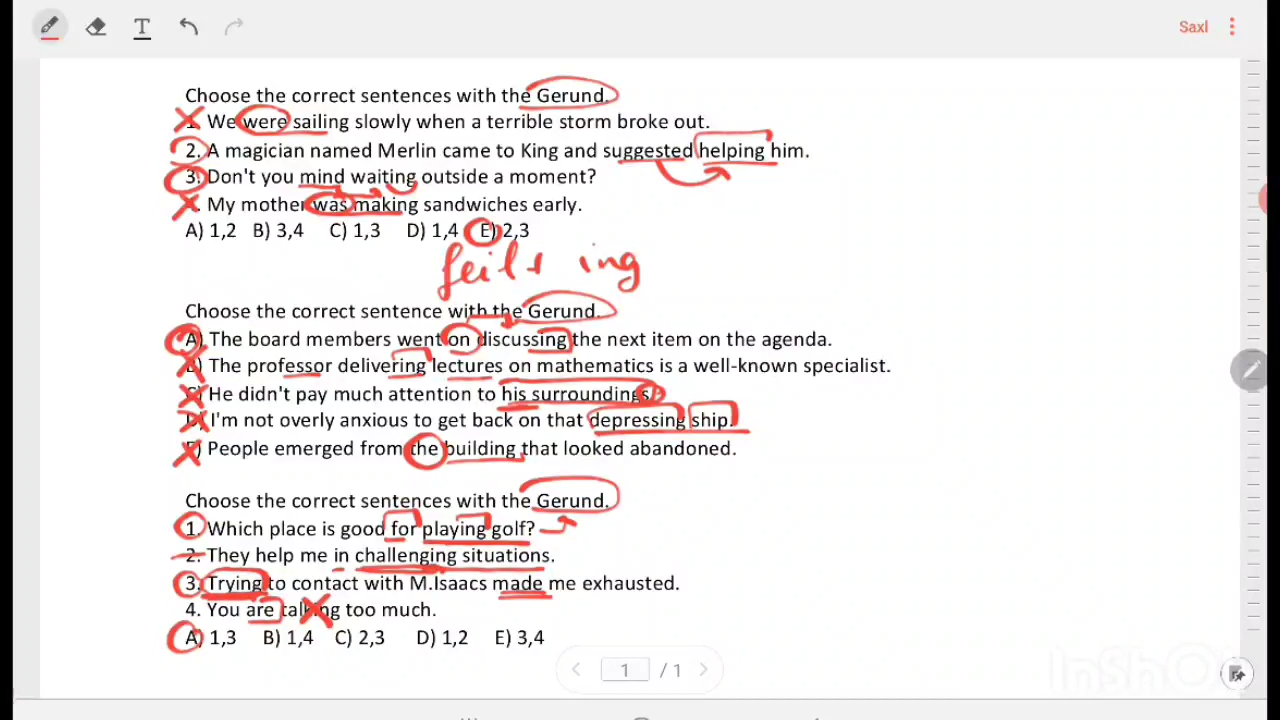 T
Saxl
Choose the correct sentences with the Gerund.
1. We were sailing slowly when a terrible storm broke out.
2. A magician named Merlin came to King and suggested helping him.
3. Don't you mind waiting outside a moment?
4. My mother was making sandwiches early.
A) 1,2 B) 3,4 C) 1,3 D) 1,4 E) 2,3
feil + ing
Choose the correct sentence with the Gerund.
A) The board members went on discussing the next item on the agenda.
B) The professor delivering lectures on mathematics is a well-known specialist.
C) He didn't pay much attention to his surroundings.
D) I'm not overly anxious to get back on that depressing ship.
E) People emerged from the building that looked abandoned.
Choose the correct sentences with the Gerund.
1. Which place is good for playing golf?
2. They help me in challenging situations.
3. Trying to contact with M.Isaacs made me exhausted.
4. You are talking too much.
A) 1,3 B) 1,4 C) 2,3 D) 1,2 E) 3,4
1 / 1
InShO